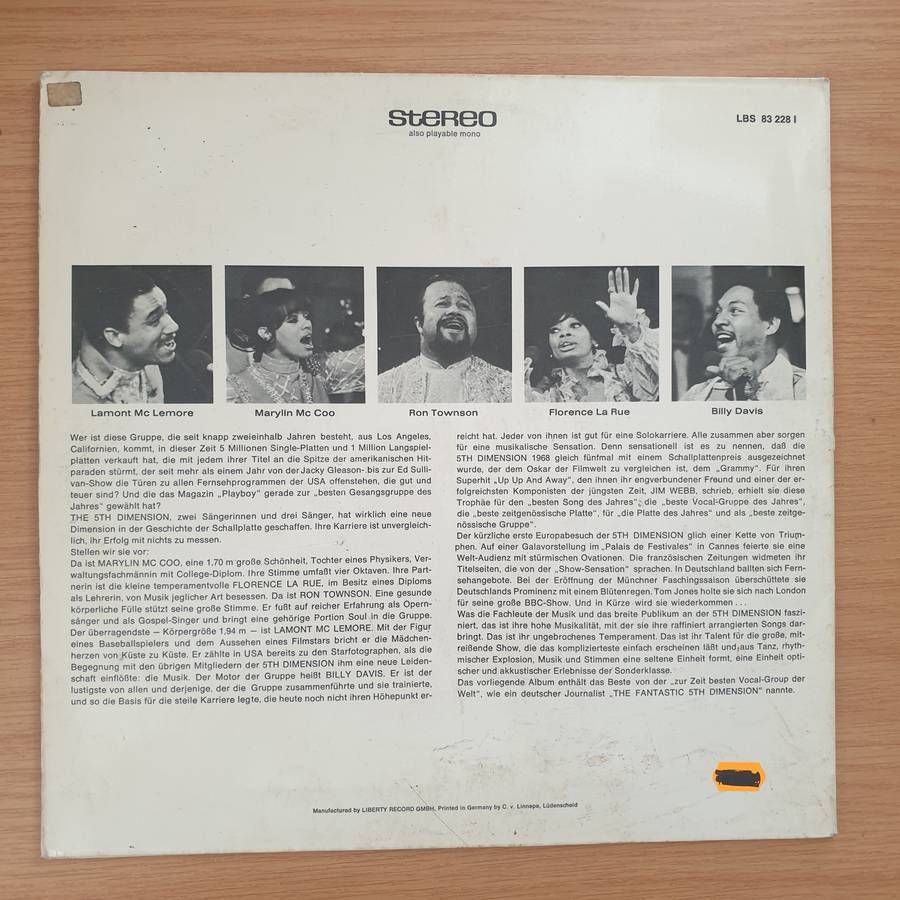 stereo
also playable mono
LBS 83 228 I
Lamont Mc Lemore
Marylin Mc Coo
Ron Townson
Florence La Rue
Billy Davis
Wer ist diese Gruppe, die seit knapp zweieinhalb Jahren besteht, aus Los Angeles,
Californien, kommt, in dieser Zeit 5 Millionen Single-Platten und 1 Million Langspiel-
platten verkauft hat, die mit jedem ihrer Titel an die Spitze der amerikanischen Hit-
paraden stürmt, der seit mehr als einem Jahr von der Jacky Gleason- bis zur Ed Sulli-
van-Show die Türen zu allen Fernsehprogrammen der USA offenstehen, die gut und
teuer sind? Und die das Magazin „Playboy" gerade zur „besten Gesangsgruppe des
Jahres" gewählt hat?
THE 5TH DIMENSION, zwei Sängerinnen und drei Sänger, hat wirklich eine neue
Dimension in der Geschichte der Schallplatte geschaffen. Ihre Karriere ist unvergleich-
lich, ihr Erfolg mit nichts zu messen.
Stellen wir sie vor:
Da ist MARYLIN MC COO, eine 1,70 m große Schönheit, Tochter eines Physikers, Ver-
waltungsfachmännin mit College-Diplom. Ihre Stimme umfaßt vier Oktaven. Ihre Part-
nerin ist die kleine temperamentvolle FLORENCE LA RUE, im Besitz eines Diploms
als Lehrerin, von Musik jeglicher Art besessen. Da ist RON TOWNSON. Eine gesunde
körperliche Fülle stützt seine große Stimme. Er fußt auf reicher Erfahrung als Opern-
sänger und als Gospel-Singer und bringt eine gehörige Portion Soul in die Gruppe.
Der überragendste – Körpergröße 1,94 m – ist LAMONT MC LEMORE. Mit der Figur
eines Baseballspielers und dem Aussehen eines Filmstars bricht er die Mädchen-
herzen von Küste zu Küste. Er zählte in USA bereits zu den Starfotographen, als die
Begegnung mit den übrigen Mitgliedern der 5TH DIMENSION ihm eine neue Leiden-
schaft einflößte: die Musik. Der Motor der Gruppe heißt BILLY DAVIS. Er ist der
lustigste von allen und derjenige, der die Gruppe zusammenführte und sie trainierte,
und so die Basis für die steile Karriere legte, die heute noch nicht ihren Höhepunkt er-
reicht hat. Jeder von ihnen ist gut für eine Solokarriere. Alle zusammen aber sorgen
für eine musikalische Sensation. Denn sensationell ist es zu nennen, daß die
5TH DIMENSION 1968 gleich fünfmal mit einem Schallplattenpreis ausgezeichnet
wurde, der dem Oskar der Filmwelt zu vergleichen ist, dem „Grammy". Für ihren
Superhit „Up Up And Away", den ihnen ihr engverbundener Freund und einer der er-
folgreichsten Komponisten der jüngsten Zeit, JIM WEBB, schrieb, erhielt sie diese
Trophäe für den „besten Song des Jahres", die „beste Vocal-Gruppe des Jahres",
die „beste zeitgenössische Platte", für „die Platte des Jahres" und als „beste zeitge-
nössische Gruppe".
Der kürzliche erste Europabesuch der 5TH DIMENSION glich einer Kette von Trium-
phen. Auf einer Galavorstellung im „Palais de Festivales" in Cannes feierte sie eine
Welt-Audienz mit stürmischen Ovationen. Die französischen Zeitungen widmeten ihr
Titelseiten, die von der „Show-Sensation" sprachen. In Deutschland ballten sich Fern-
sehangebote. Bei der Eröffnung der Münchner Faschingssaison überschüttete sie
Deutschlands Prominenz mit einem Blütenregen. Tom Jones holte sie sich nach London
für seine große BBC-Show. Und in Kürze wird sie wiederkommen . . .
Was die Fachleute der Musik und das breite Publikum an der 5TH DIMENSION faszi-
niert, das ist ihre hohe Musikalität, mit der sie ihre raffiniert arrangierten Songs dar-
bringt. Das ist ihr ungebrochenes Temperament. Das ist ihr Talent für die große, mit-
reißende Show, die das komplizierteste einfach erscheinen läßt und aus Tanz, rhyth-
mischer Explosion, Musik und Stimmen eine seltene Einheit formt, eine Einheit opti-
scher und akkustischer Erlebnisse der Sonderklasse.
Das vorliegende Album enthält das Beste von der „zur Zeit besten Vocal-Group der
Welt", wie ein deutscher Journalist „THE FANTASTIC 5TH DIMENSION" nannte.
Manufactured by LIBERTY RECORD GMBH, Printed in Germany by C. v. Linnepe, Lüdenscheid